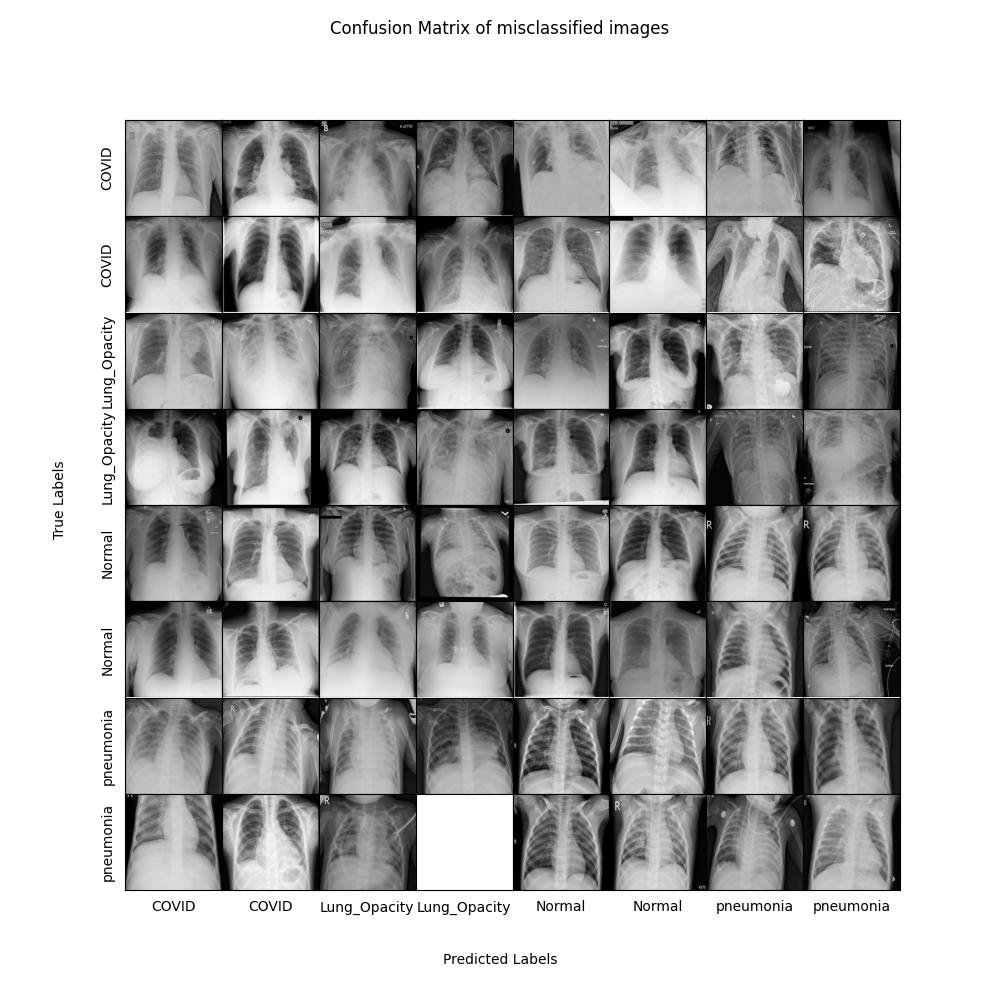 Confusion Matrix of misclassified images
True Labels
COVID
COVID
Lung_Opacity
Lung_Opacity
Normal
Normal
pneumonia
pneumonia
R
R
R
R
R
R
COVID COVID Lung_Opacity Lung_Opacity Normal Normal pneumonia pneumonia
Predicted Labels